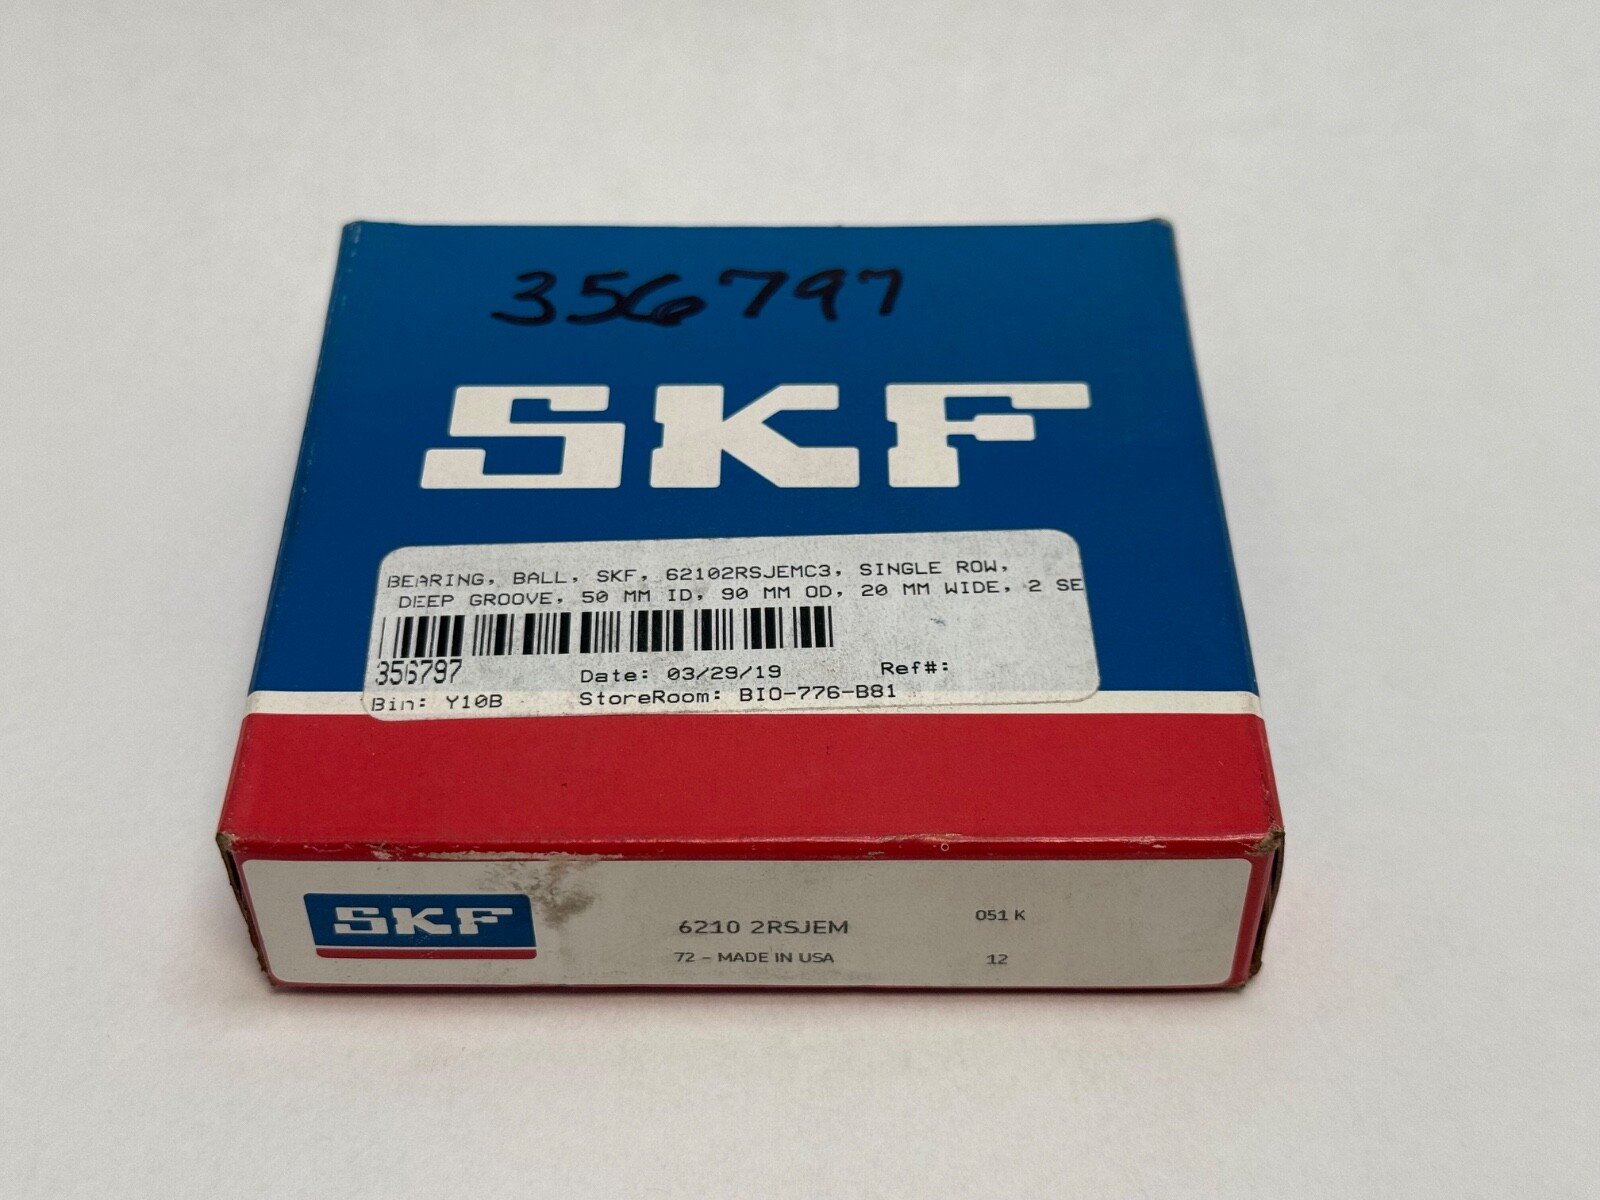 356797
SKF
BEARING, BALL, SKF, 62102RSJEMC3, SINGLE ROW,
DEEP GROOVE, 50 MM ID, 90 MM OD, 20 MM WIDE, 2 SE
356797
Date: 03/29/19
Ref#:
Bin: Y10B
StoreRoom: BIO-776-B81
SKF
6210 2RSJEM
051 K
72 – MADE IN USA
12